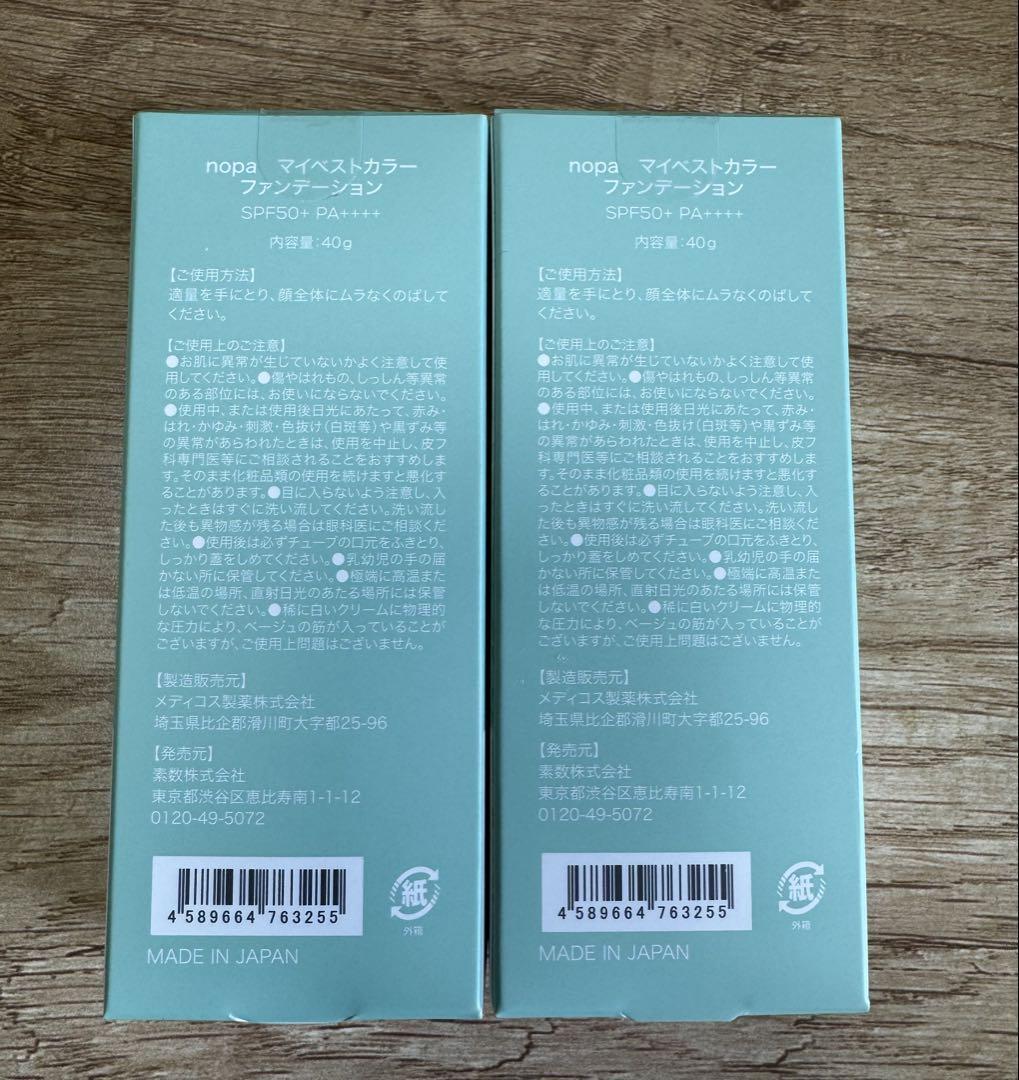 nopa マイベストカラー
ファンデーション
SPF50+ PA++++
内容量:40g
【ご使用方法】
適量を手にとり、顔全体にムラなくのばして
ください。
【ご使用上のご注意】
●お肌に異常が生じていないかよく注意して使
用してください。●傷やはれもの、しっしん等異常
のある部位には、お使いにならないでください。
●使用中、または使用後日光にあたって、赤み・
はれ・かゆみ・刺激・色抜け(白斑等)や黒ずみ等
の異常があらわれたときは、使用を中止し、皮フ
科専門医等にご相談されることをおすすめしま
す。そのまま化粧品類の使用を続けますと悪化す
ることがあります。●目に入らないよう注意し、入
ったときはすぐに洗い流してください。洗い流し
た後も異物感が残る場合は眼科医にご相談くだ
さい。●使用後は必ずチューブの口元をふきとり、
しっかり蓋をしめてください。●乳幼児の手の届
かない所に保管してください。●極端に高温また
は低温の場所、直射日光のあたる場所には保管
しないでください。●稀に白いクリームに物理的
な圧力により、ベージュの筋が入っていることが
ございますが、ご使用上問題はございません。
【製造販売元】
メディコス製薬株式会社
埼玉県比企郡滑川町大字都25-96
【発売元】
素数株式会社
東京都渋谷区恵比寿南1-1-12
0120-49-5072
4 589664 763255
紙
外箱
MADE IN JAPAN
nopa マイベストカラー
ファンデーション
SPF50+ PA++++
内容量:40g
【ご使用方法】
適量を手にとり、顔全体にムラなくのばして
ください。
【ご使用上のご注意】
●お肌に異常が生じていないかよく注意して使
用してください。●傷やはれもの、しっしん等異常
のある部位には、お使いにならないでください。
●使用中、または使用後日光にあたって、赤み・
はれ・かゆみ・刺激・色抜け(白斑等)や黒ずみ等
の異常があらわれたときは、使用を中止し、皮フ
科専門医等にご相談されることをおすすめしま
す。そのまま化粧品類の使用を続けますと悪化す
ることがあります。●目に入らないよう注意し、入
ったときはすぐに洗い流してください。洗い流し
た後も異物感が残る場合は眼科医にご相談くだ
さい。●使用後は必ずチューブの口元をふきとり、
しっかり蓋をしめてください。●乳幼児の手の届
かない所に保管してください。●極端に高温また
は低温の場所、直射日光のあたる場所には保管
しないでください。●稀に白いクリームに物理的
な圧力により、ベージュの筋が入っていることが
ございますが、ご使用上問題はございません。
【製造販売元】
メディコス製薬株式会社
埼玉県比企郡滑川町大字都25-96
【発売元】
素数株式会社
東京都渋谷区恵比寿南1-1-12
0120-49-5072
4 589664 763255
紙
外箱
MADE IN JAPAN